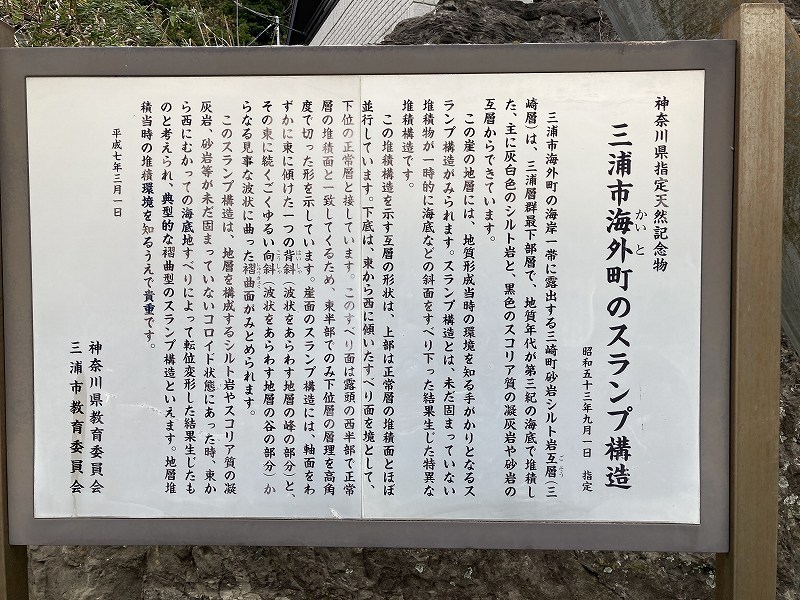 神奈川県指定天然記念物
三浦市海外町のスランプ構造
かいと
昭和五十三年九月一日 指定
三浦市海外町の海岸一帯に露出する三崎町砂岩シルト岩互層(三
ごそう
崎層)は、三浦層群最下部層で、地質年代が第三紀の海底で堆積し
た、主に灰白色のシルト岩と、黒色のスコリア質の凝灰岩や砂岩の
互層からできています。
この崖の地層には、地質形成当時の環境を知る手がかりとなるス
ランプ構造がみられます。スランプ構造とは、未だ固まっていない
堆積物が一時的に海底などの斜面をすべり下った結果生じた特異な
堆積構造です。
この堆積構造を示す互層の形状は、上部は正常層の堆積面とほぼ
並行しています。下底は、東から西に傾いたすべり面を境として、
下位の正常層と接しています。このすべり面は露頭の西半部で正常
層の堆積面と一致してくるため、東半部でのみ下位層の層理を高角
度で切った形を示しています。崖面のスランプ構造には、軸面をわ
ずかに東に傾けた一つの背斜(波状をあらわす地層の峰の部分)と、
はいしゃ
その東に続くごくゆるい向斜(波状をあらわす地層の谷の部分)か
こうしゃ
らなる見事な波状に曲った褶曲面がみとめられます。
しゅうきょく
このスランプ構造は、地層を構成するシルト岩やスコリア質の凝
灰岩、砂岩等が未だ固まっていないコロイド状態にあった時、東か
ら西にむかっての海底地すべりによって転位変形した結果生じたも
のと考えられ、典型的な褶曲型のスランプ構造といえます。地層堆
積当時の堆積環境を知るうえで貴重です。
平成七年三月一日
神奈川県教育委員会
三浦市教育委員会